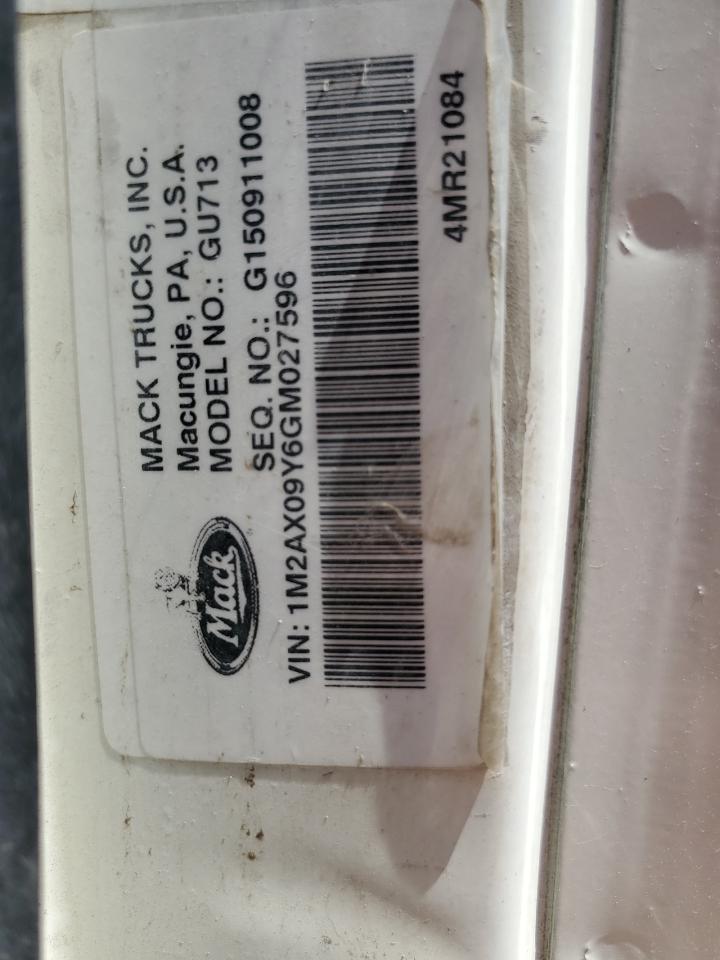 MACK TRUCKS, INC.
Macungie, PA, U.S.A.
MODEL NO.: GU713
SEQ. NO.: G150911008
Mack
VIN: 1M2AX09Y6GM027596
4MR21084